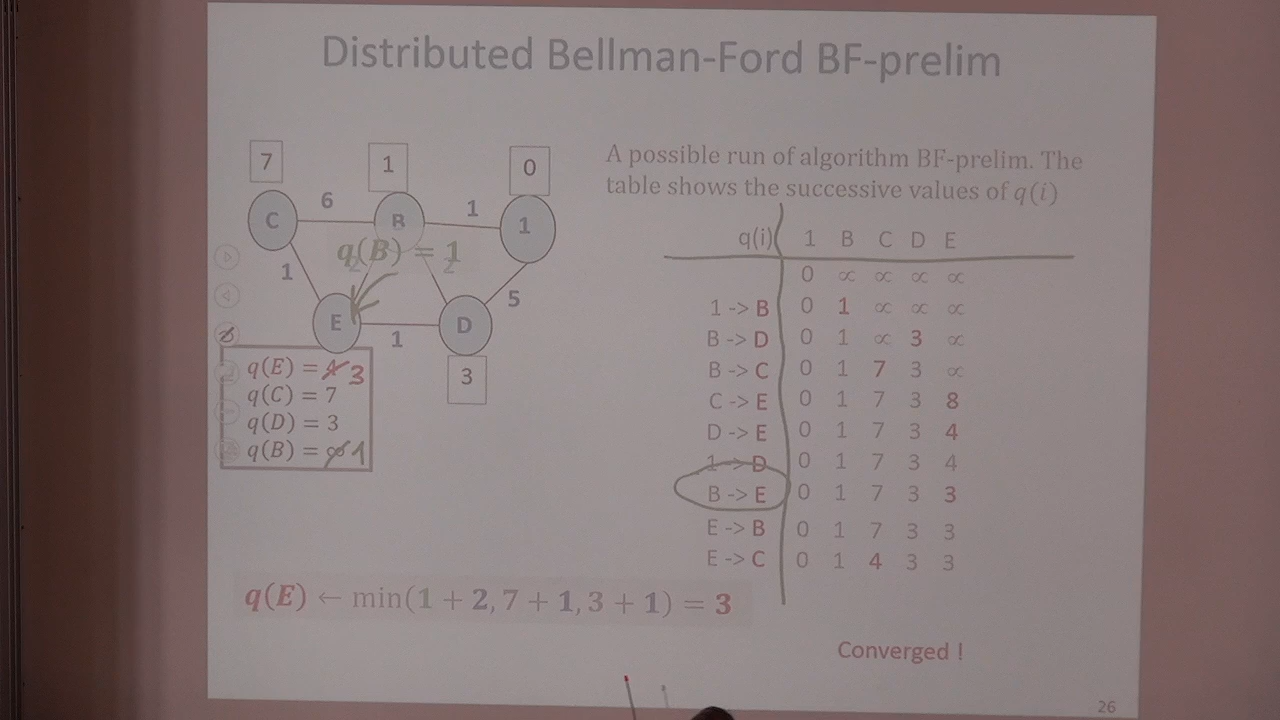 Distributed Bellman-Ford BF-prelim
A possible run of algorithm BF-prelim. The
table shows the successive values of q(i)
7
1
0
C
6
B
1
1
q(B) = 1
2
2
1
5
E
1
D
3
q(E) = 4 3
q(C) = 7
q(D) = 3
q(B) = ∞ 1
q(i) 1 B C D E
0 ∝ ∝ ∝ ∝
1 -> B 0 1 ∝ ∝ ∝
B -> D 0 1 ∝ 3 ∝
B -> C 0 1 7 3 ∝
C -> E 0 1 7 3 8
D -> E 0 1 7 3 4
1 -> D 0 1 7 3 4
B -> E 0 1 7 3 3
E -> B 0 1 7 3 3
E -> C 0 1 4 3 3
q(E) ← min(1 + 2, 7 + 1, 3 + 1) = 3
Converged !
26